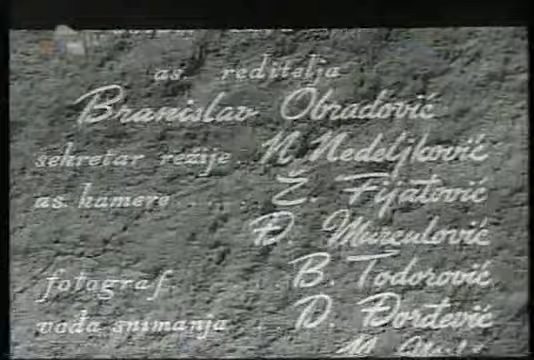 as. reditelja
Branislav Obradović
sekretar režije. N. Nedeljković
as. kamere . . . . Ž. Fijatović
Đ. Murculović
fotograf . . . . B. Todorović
vođa snimanja . . D. Đorđević